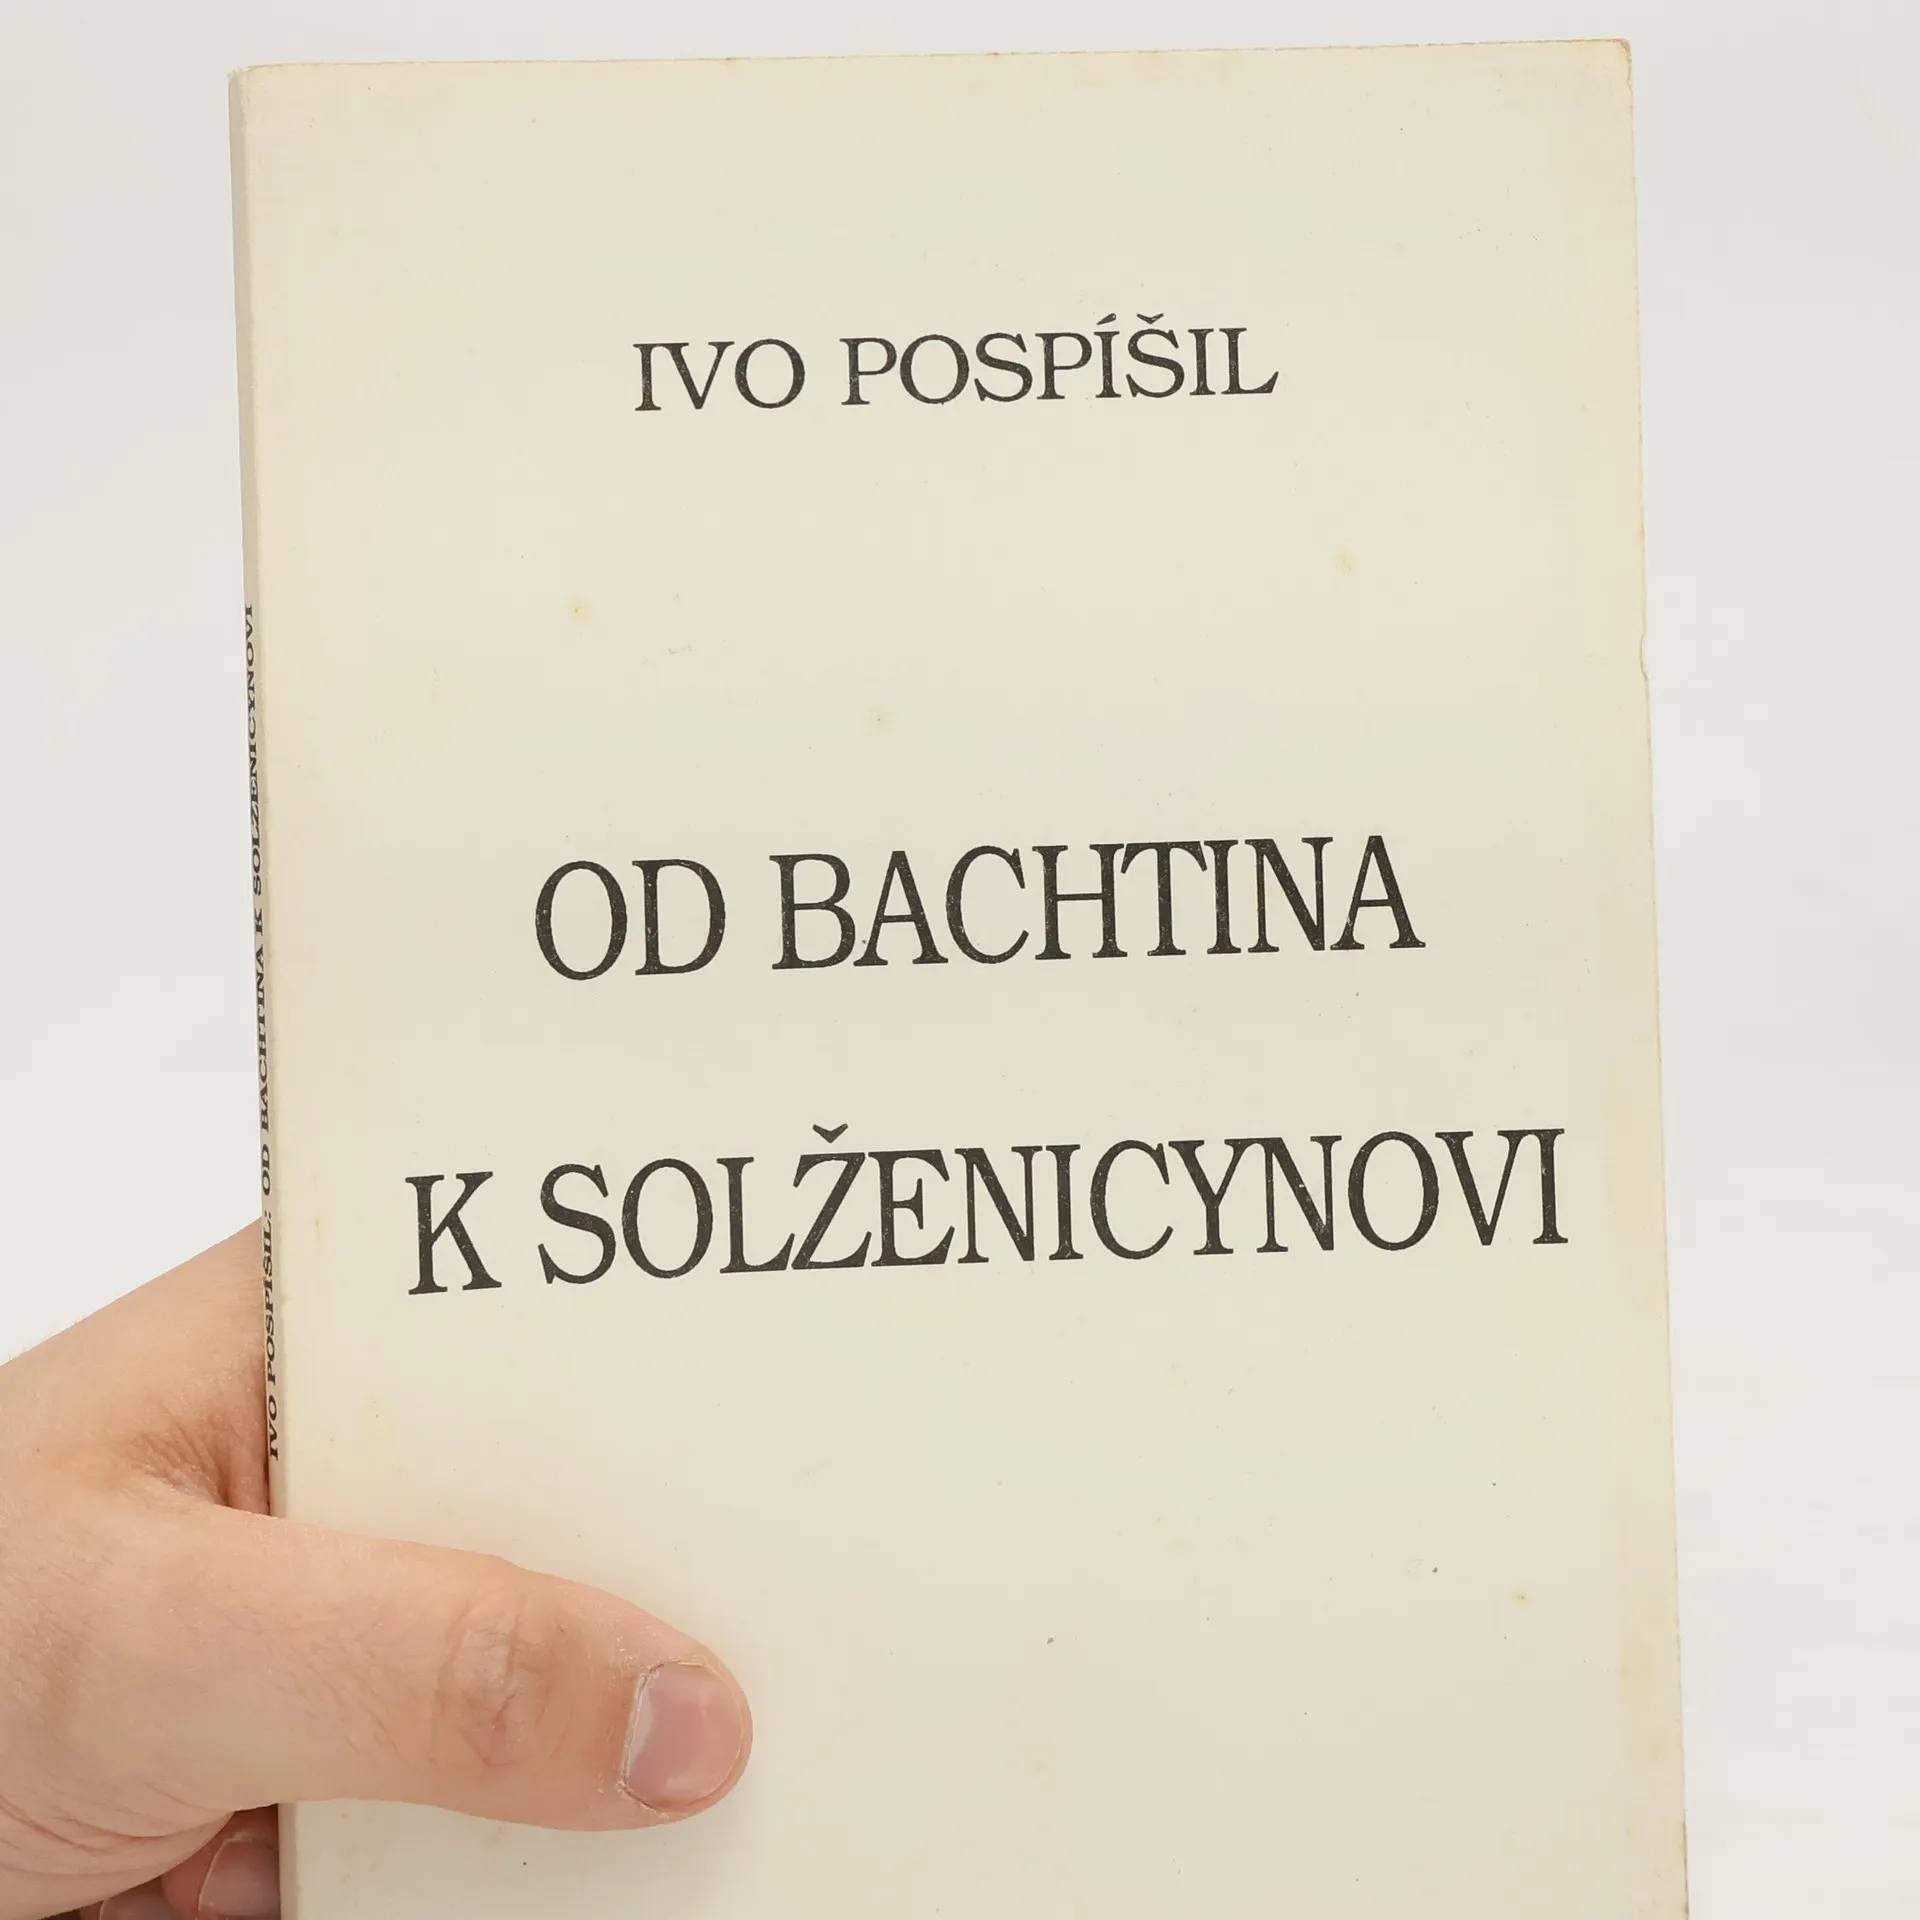 IVO POSPÍŠIL
OD BACHTINA
K SOLŽENICYNOVI
IVO POSPÍŠIL: OD BACHTINA K SOLŽENICYNOVI